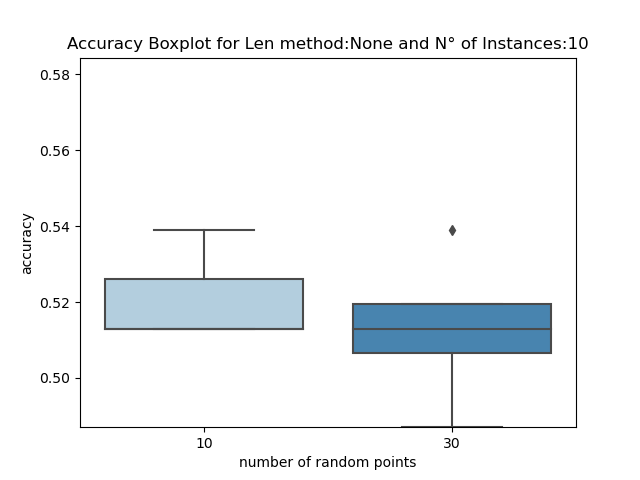 Accuracy Boxplot for Len method:None and N° of Instances:10
0.58
0.56
0.54
0.52
0.50
accuracy
10
30
number of random points